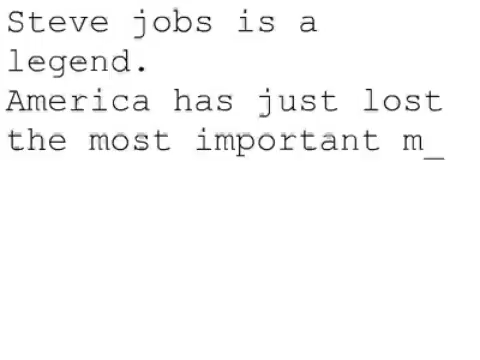 Steve jobs is a
legend.
America has just lost
the most important m_